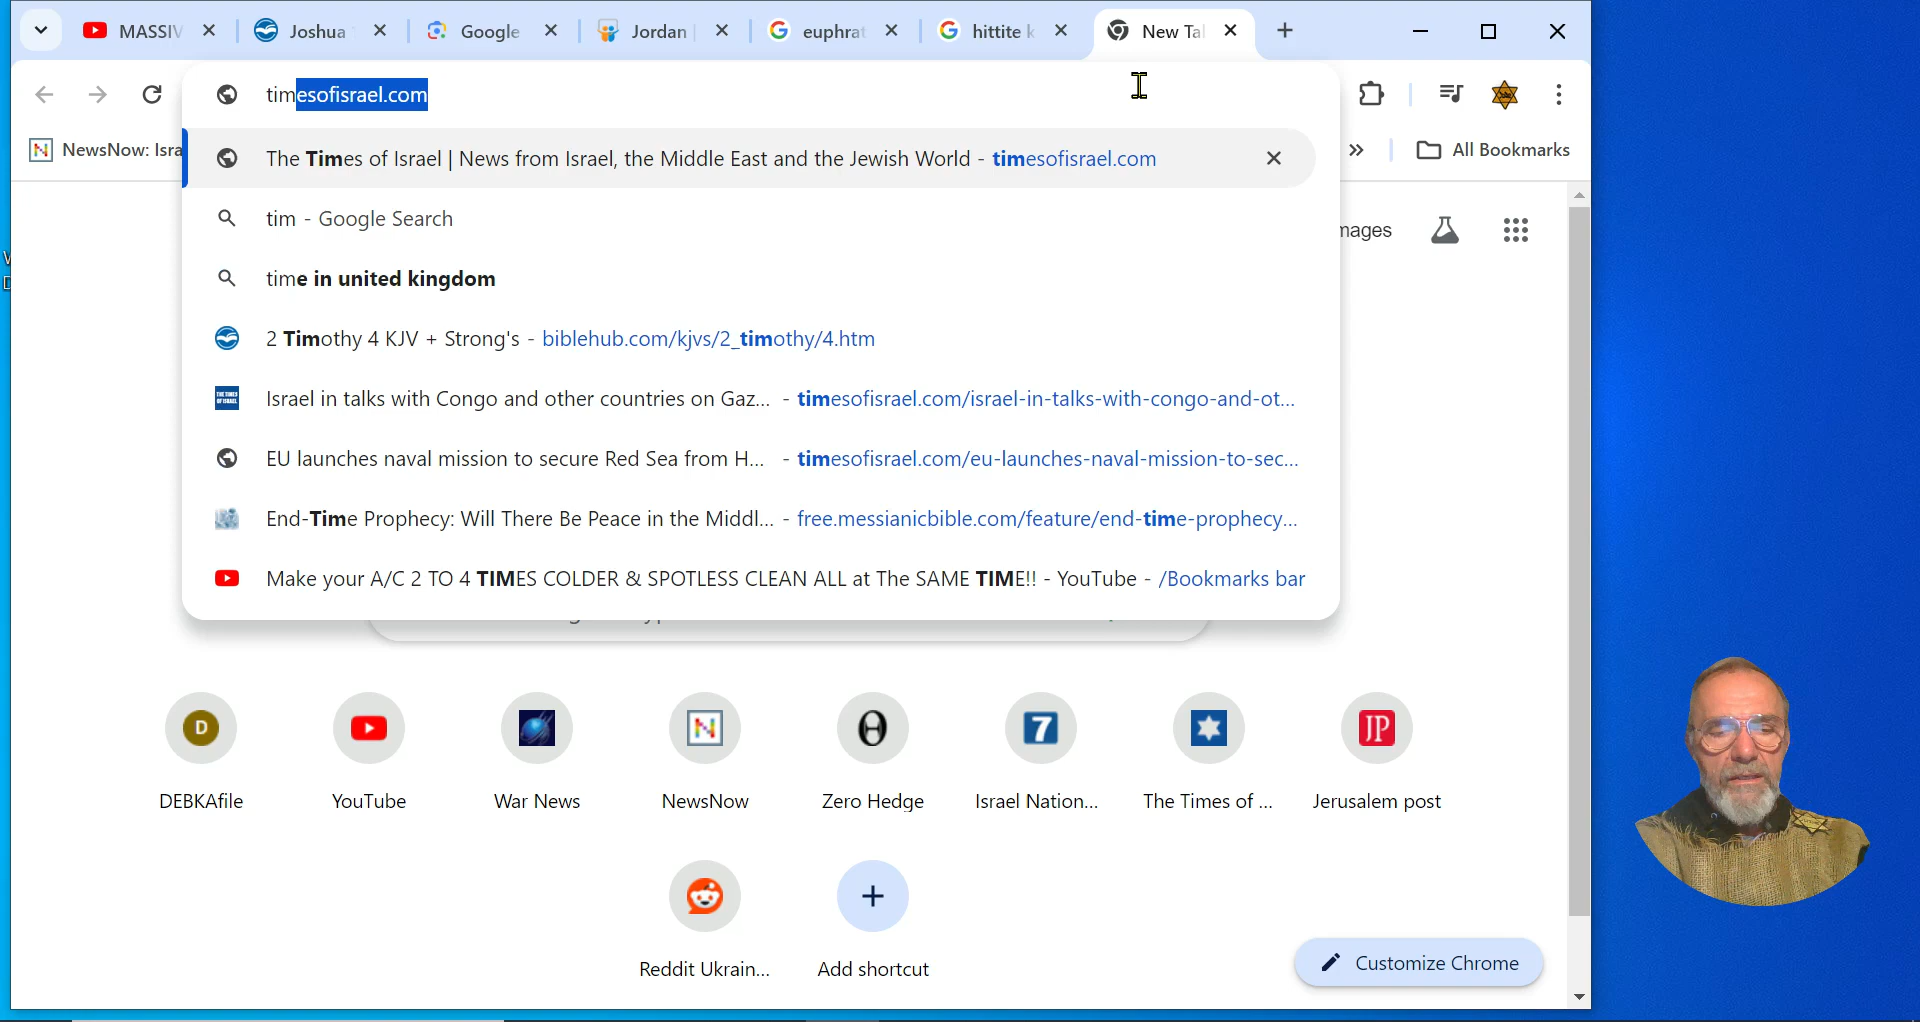 MASSIV
Joshua
Google
Jordan
euphrat
hittite k
New Ta
timesofisrael.com
NewsNow: Isra
All Bookmarks
The Times of Israel | News from Israel, the Middle East and the Jewish World - timesofisrael.com
tim - Google Search
time in united kingdom
2 Timothy 4 KJV + Strong's - biblehub.com/kjvs/2_timothy/4.htm
THE TIMES OF ISRAEL
Israel in talks with Congo and other countries on Gaz... - timesofisrael.com/israel-in-talks-with-congo-and-ot...
EU launches naval mission to secure Red Sea from H... - timesofisrael.com/eu-launches-naval-mission-to-sec...
End-Time Prophecy: Will There Be Peace in the Middl... - free.messianicbible.com/feature/end-time-prophecy...
Make your A/C 2 TO 4 TIMES COLDER & SPOTLESS CLEAN ALL at The SAME TIME!! - YouTube - /Bookmarks bar
mages
D
N
7
JP
DEBKAfile
YouTube
War News
NewsNow
Zero Hedge
Israel Nation...
The Times of ...
Jerusalem post
Reddit Ukrain...
Add shortcut
Customize Chrome